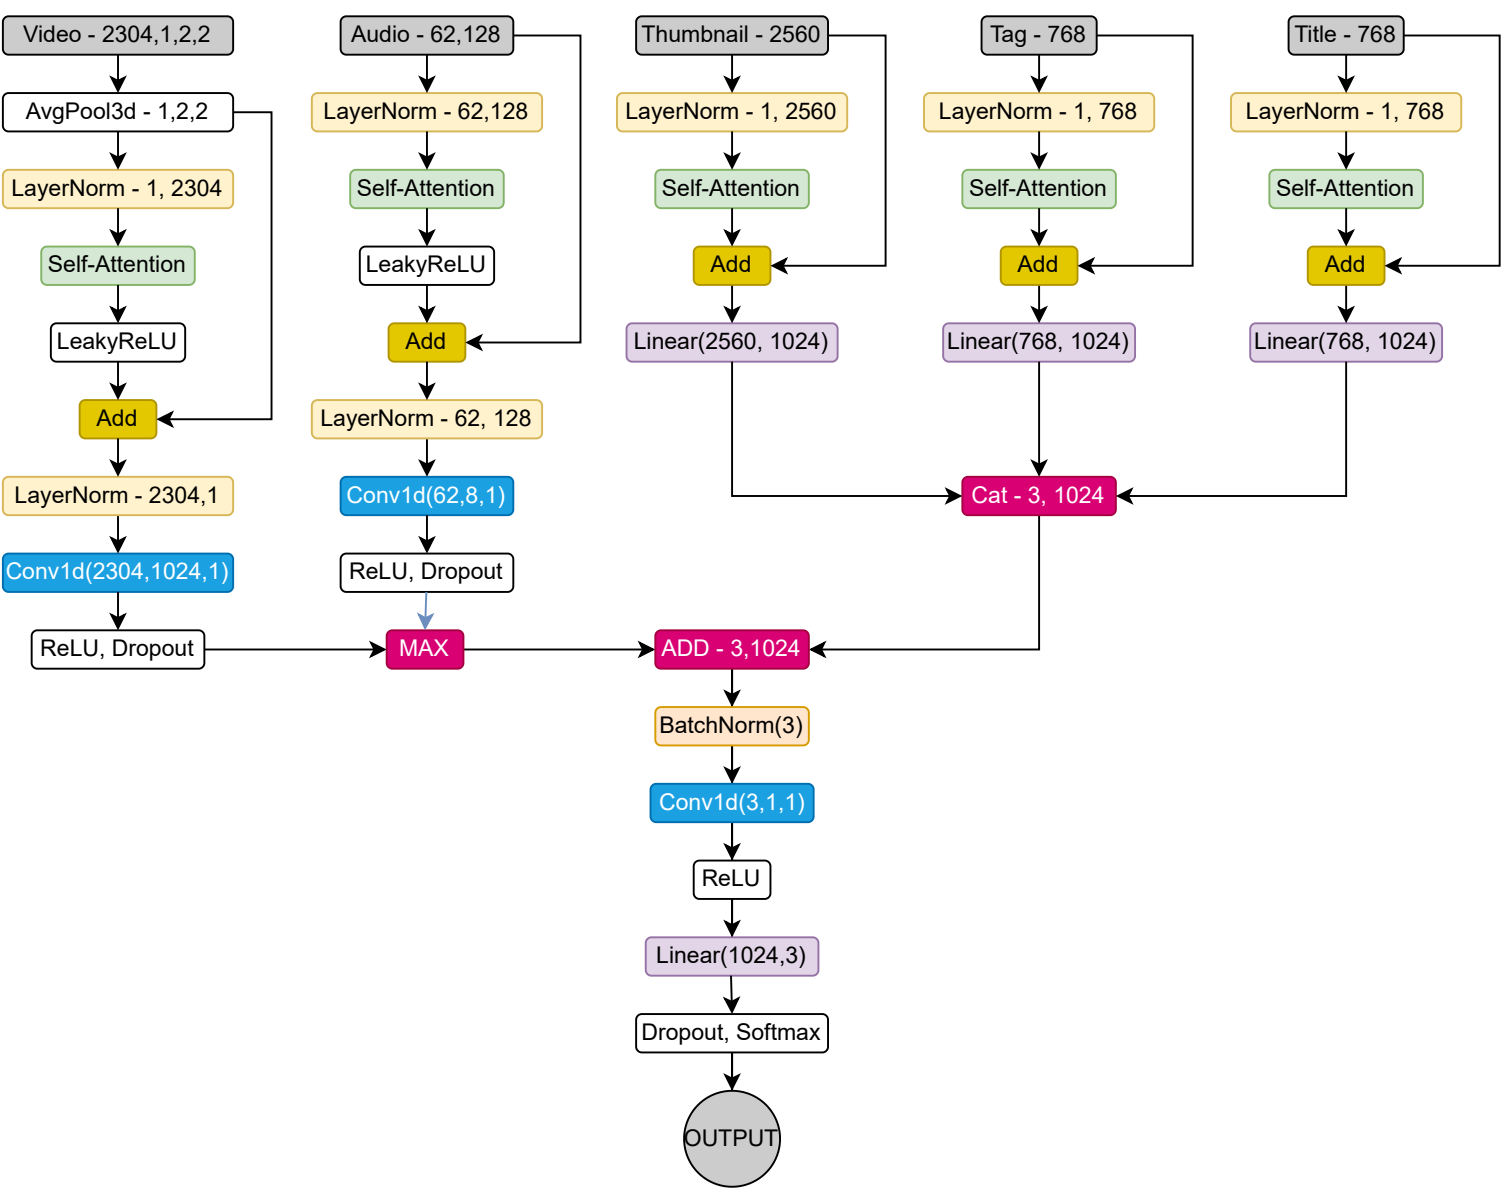 Video - 2304,1,2,2
AvgPool3d - 1,2,2
LayerNorm - 1, 2304
Self-Attention
LeakyReLU
Add
LayerNorm - 2304,1
Conv1d(2304,1024,1)
ReLU, Dropout
Audio - 62,128
LayerNorm - 62,128
Self-Attention
LeakyReLU
Add
LayerNorm - 62, 128
Conv1d(62,8,1)
ReLU, Dropout
MAX
Thumbnail - 2560
LayerNorm - 1, 2560
Self-Attention
Add
Linear(2560, 1024)
Tag - 768
LayerNorm - 1, 768
Self-Attention
Add
Linear(768, 1024)
Title - 768
LayerNorm - 1, 768
Self-Attention
Add
Linear(768, 1024)
Cat - 3, 1024
ADD - 3,1024
BatchNorm(3)
Conv1d(3,1,1)
ReLU
Linear(1024,3)
Dropout, Softmax
OUTPUT